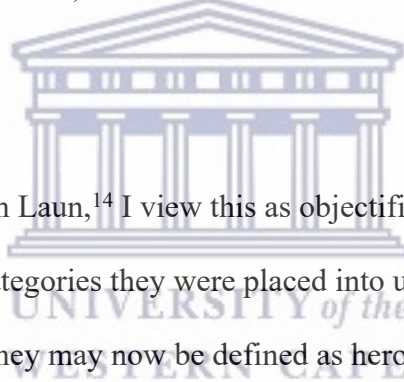 n Laun,¹⁴ I view this as objectifi
ategories they were placed into u
UNIVERSITY of the
hey may now be defined as hero
WESTERN CAPE